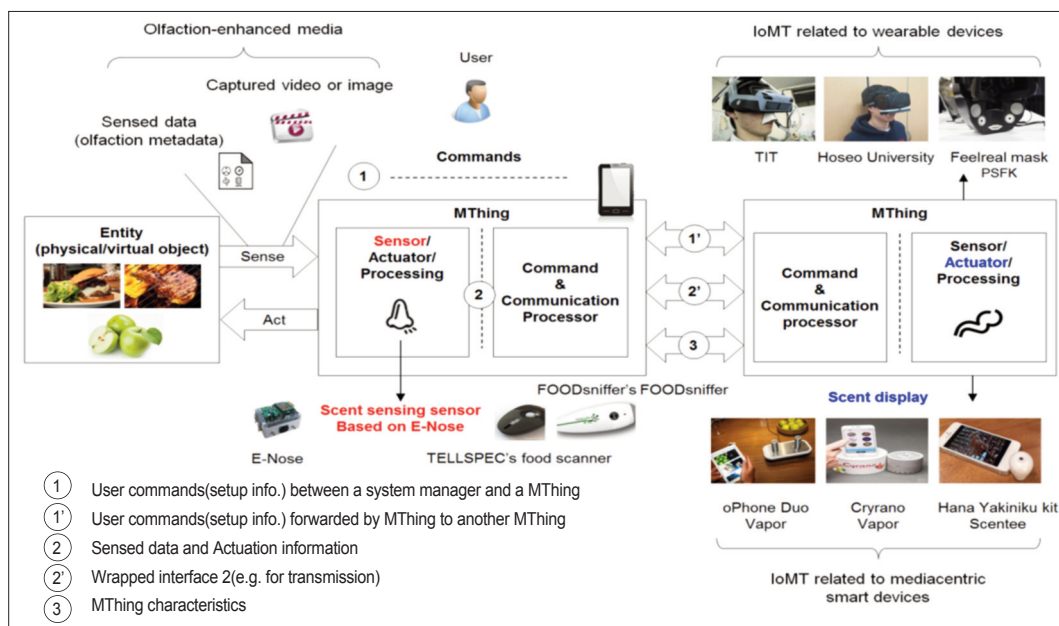 Olfaction-enhanced media
Captured video or image
Sensed data
(olfaction metadata)
User
Commands
1
IoMT related to wearable devices
TIT
Hoseo University
Feelreal mask
PSFK
Entity
(physical/virtual object)
Sense
Act
MThing
Sensor/
Actuator/
Processing
2
Command
&
Communication
Processor
1’
2’
3
MThing
Command
&
Communication
processor
Sensor/
Actuator/
Processing
Scent sensing sensor
Based on E-Nose
E-Nose
FOODsniffer’s FOODsniffer
TELLSPEC’s food scanner
Scent display
oPhone Duo
Vapor
Cryrano
Vapor
Hana Yakiniku kit
Scentee
IoMT related to mediacentric
smart devices
1 User commands(setup info.) between a system manager and a MThing
1’ User commands(setup info.) forwarded by MThing to another MThing
2 Sensed data and Actuation information
2’ Wrapped interface 2(e.g. for transmission)
3 MThing characteristics